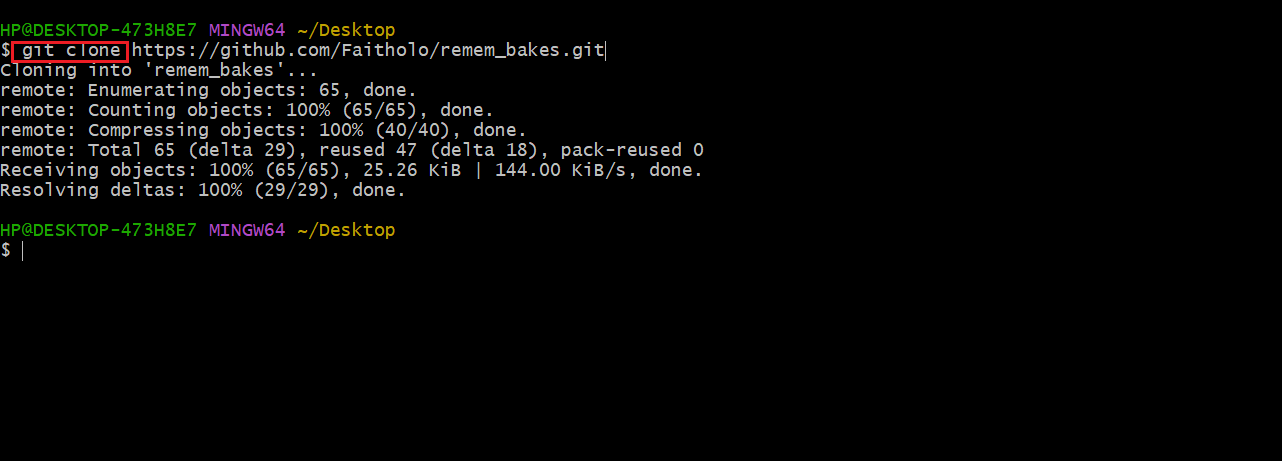 HP@DESKTOP-473H8E7 MINGW64 ~/Desktop
$ git clone https://github.com/Faitholo/remem_bakes.git
Cloning into 'remem_bakes'...
remote: Enumerating objects: 65, done.
remote: Counting objects: 100% (65/65), done.
remote: Compressing objects: 100% (40/40), done.
remote: Total 65 (delta 29), reused 47 (delta 18), pack-reused 0
Receiving objects: 100% (65/65), 25.26 KiB | 144.00 KiB/s, done.
Resolving deltas: 100% (29/29), done.
HP@DESKTOP-473H8E7 MINGW64 ~/Desktop
$